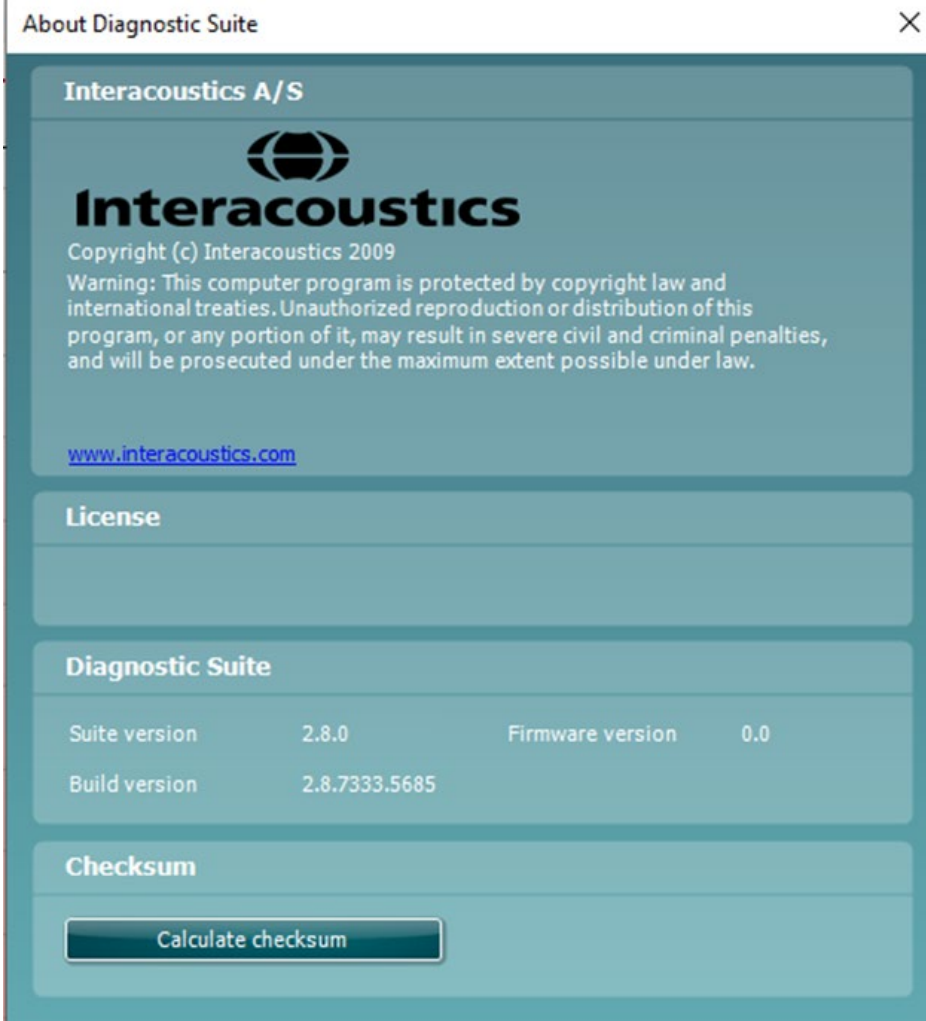 About Diagnostic Suite
Interacoustics A/S
Interacoustics
Copyright (c) Interacoustics 2009
Warning: This computer program is protected by copyright law and
international treaties. Unauthorized reproduction or distribution of this
program, or any portion of it, may result in severe civil and criminal penalties,
and will be prosecuted under the maximum extent possible under law.
www.interacoustics.com
License
Diagnostic Suite
Suite version 2.8.0 Firmware version 0.0
Build version 2.8.7333.5685
Checksum
Calculate checksum